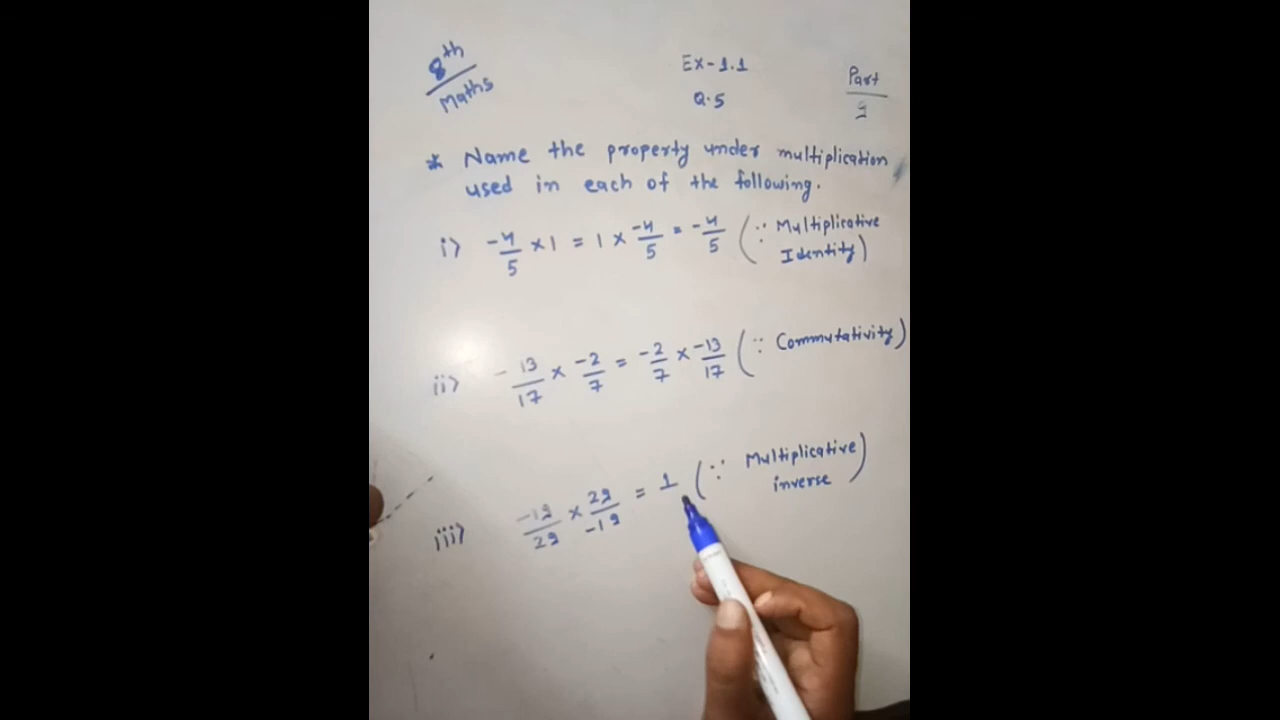 8th
Maths
Ex-1.1
Q.5
Part
9
* Name the property under multiplication
used in each of the following.
i) -4/5 × 1 = 1 × -4/5 = -4/5 (∵ Multiplicative
Identity)
ii) -13/17 × -2/7 = -2/7 × -13/17 (∵ Commutativity)
iii) -19/29 × 29/-19 = 1 (∵ Multiplicative
inverse)